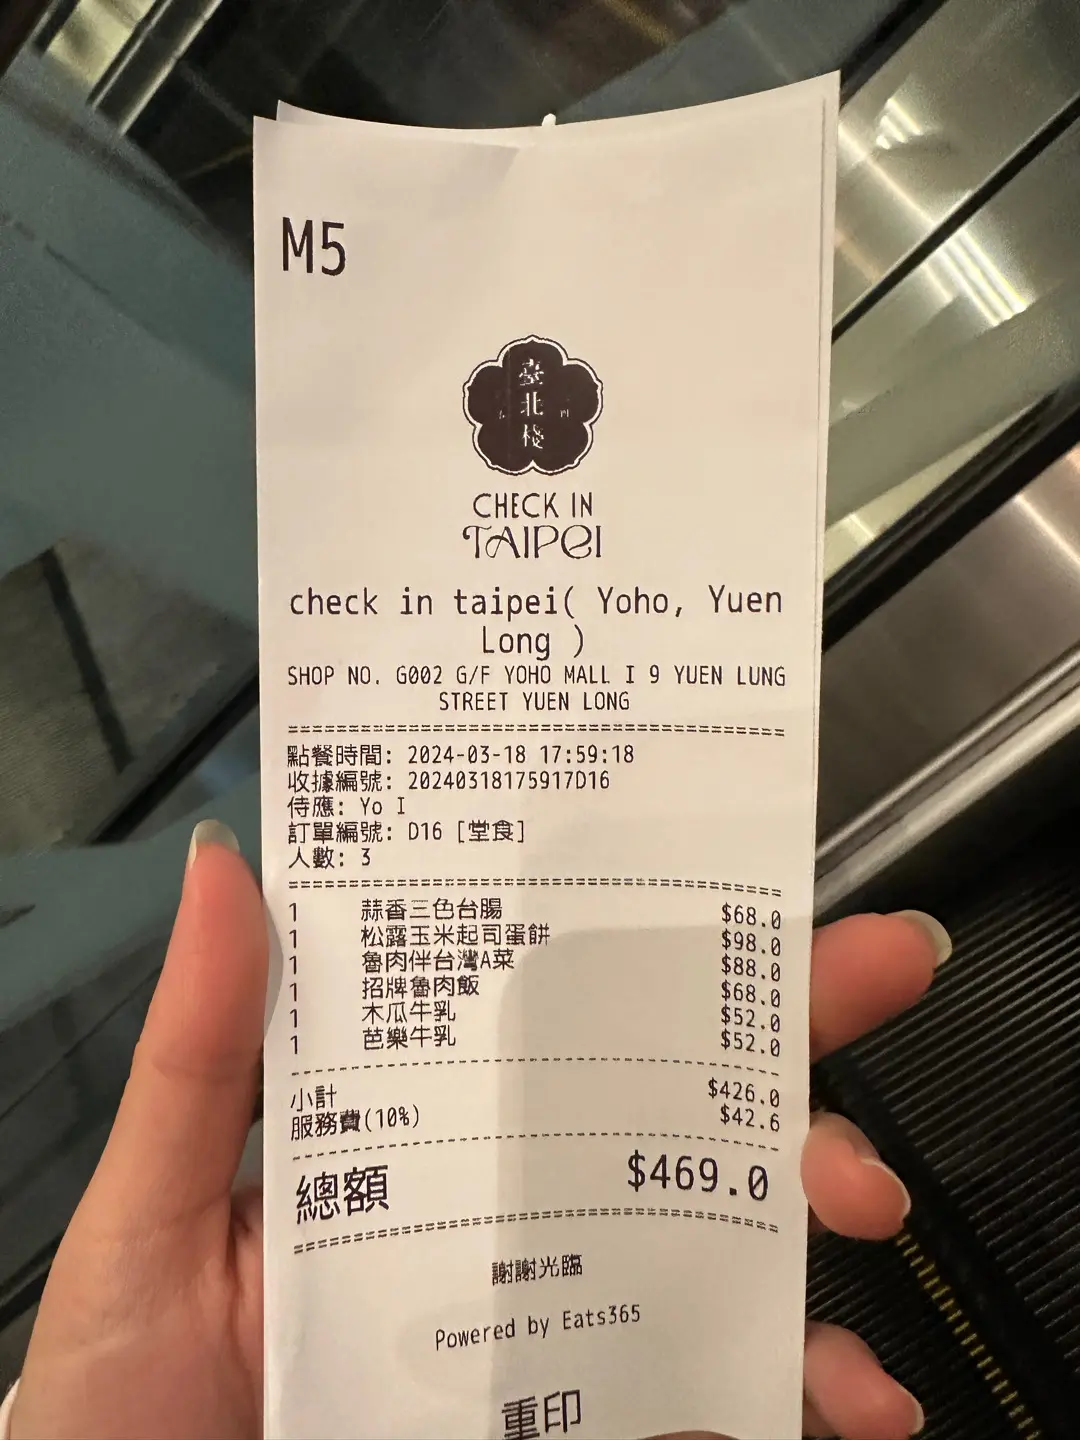 M5
臺
北
棧
CHECK IN
TAIPEI
check in taipei( Yoho, Yuen
Long )
SHOP NO. G002 G/F YOHO MALL I 9 YUEN LUNG
STREET YUEN LONG
點餐時間: 2024-03-18 17:59:18
收據編號: 20240318175917D16
侍應: Yo I
訂單編號: D16 [堂食]
人數: 3
1 蒜香三色台腸 $68.0
1 松露玉米起司蛋餅 $98.0
1 魯肉伴台灣A菜 $88.0
1 招牌魯肉飯 $68.0
1 木瓜牛乳 $52.0
1 芭樂牛乳 $52.0
小計 $426.0
服務費(10%) $42.6
總額 $469.0
謝謝光臨
Powered by Eats365
重印